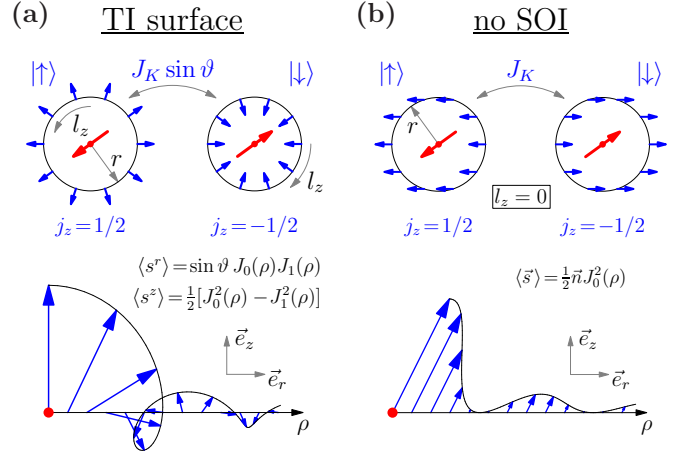 (a) TI surface
|↑⟩ J_K sin ϑ |↓⟩
l_z
r
l_z
j_z=1/2 j_z=−1/2
⟨s^r⟩=sin ϑ J_0(ρ)J_1(ρ)
⟨s^z⟩=½[J_0^2(ρ) −J_1^2(ρ)]
e⃗_z
e⃗_r
ρ
(b) no SOI
|↑⟩ J_K |↓⟩
r
l_z = 0
j_z=1/2 j_z=−1/2
⟨s⃗⟩=½n⃗J_0^2(ρ)
e⃗_z
e⃗_r
ρ